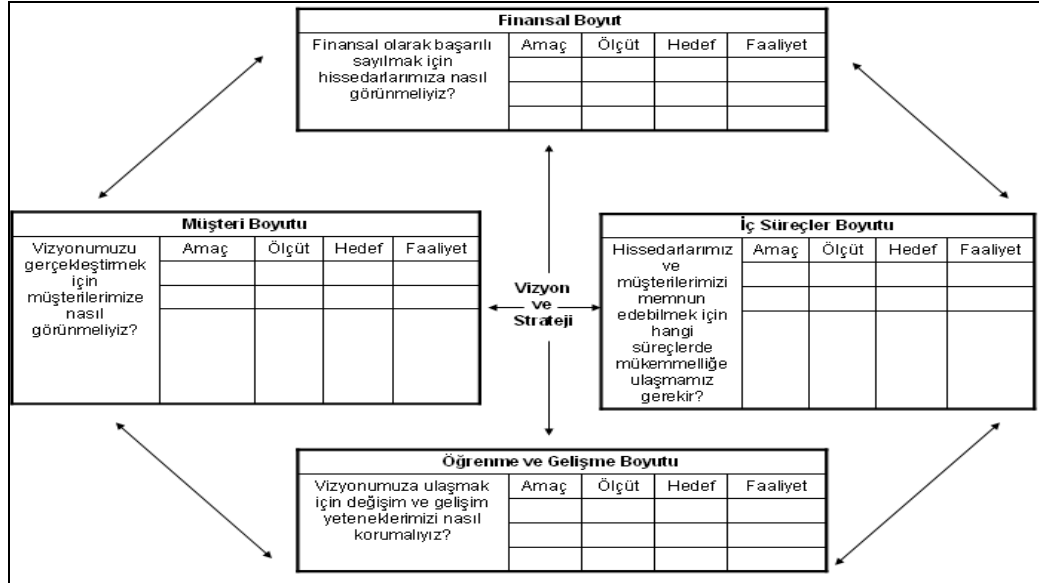 Finansal Boyut
Finansal olarak başarılı
sayılmak için
hissedarlarımıza nasıl
görünmeliyiz?
Amaç Ölçüt Hedef Faaliyet
Müşteri Boyutu
Vizyonumuzu
gerçekleştirmek
için
müşterilerimize
nasıl
görünmeliyiz?
Amaç Ölçüt Hedef Faaliyet
Vizyon
ve
Strateji
İç Süreçler Boyutu
Hissedarlarımız
ve
müşterilerimizi
memnun
edebilmek için
hangi
süreçlerde
mükemmelliğe
ulaşmamız
gerekir?
Amaç Ölçüt Hedef Faaliyet
Öğrenme ve Gelişme Boyutu
Vizyonumuza ulaşmak
için değişim ve gelişim
yeteneklerimizi nasıl
korumalıyız?
Amaç Ölçüt Hedef Faaliyet